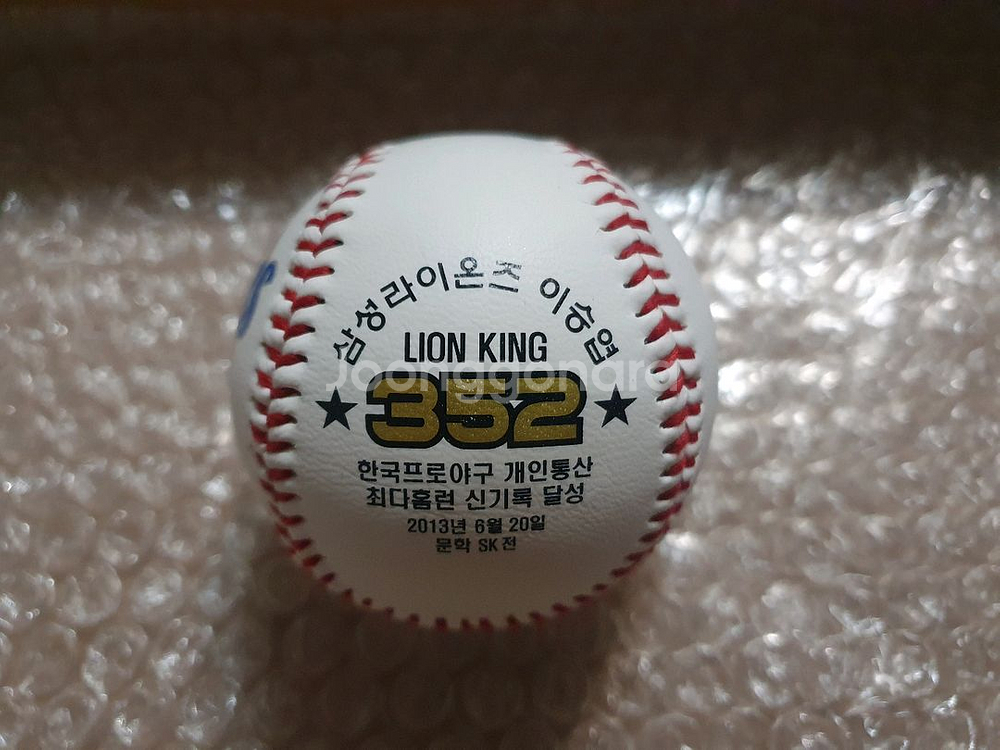 삼성라이온즈 이승엽
LION KING
Joonggonara
★ 352 ★
한국프로야구 개인통산
최다홈런 신기록 달성
2013년 6월 20일
문학 SK전